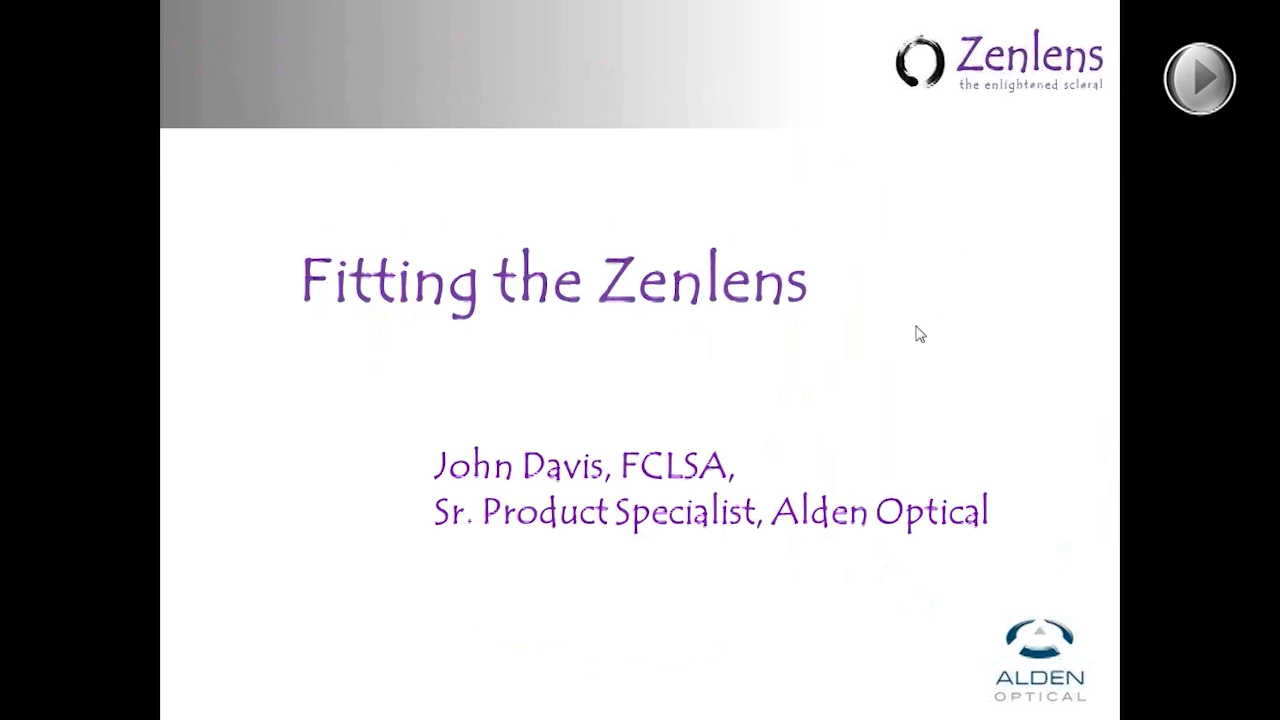 Zenlens
the enlightened scleral
Fitting the Zenlens
John Davis, FCLSA,
Sr. Product Specialist, Alden Optical
ALDEN
OPTICAL